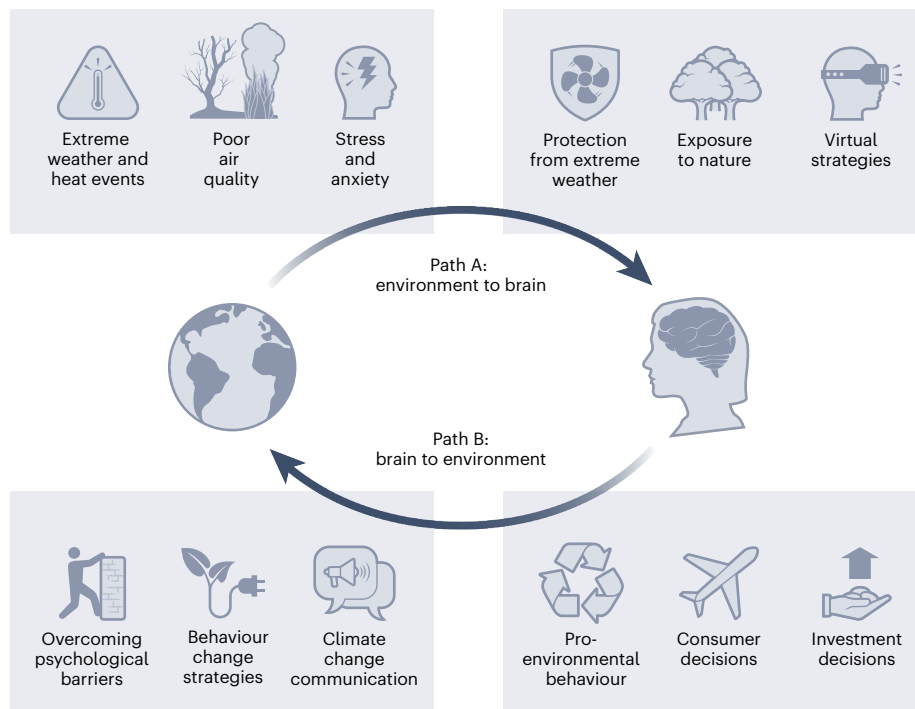 Extreme
weather and
heat events
Poor
air
quality
Stress
and
anxiety
Protection
from extreme
weather
Exposure
to nature
Virtual
strategies
Path A:
environment to brain
Path B:
brain to environment
Overcoming
psychological
barriers
Behaviour
change
strategies
Climate
change
communication
Pro-
environmental
behaviour
Consumer
decisions
Investment
decisions